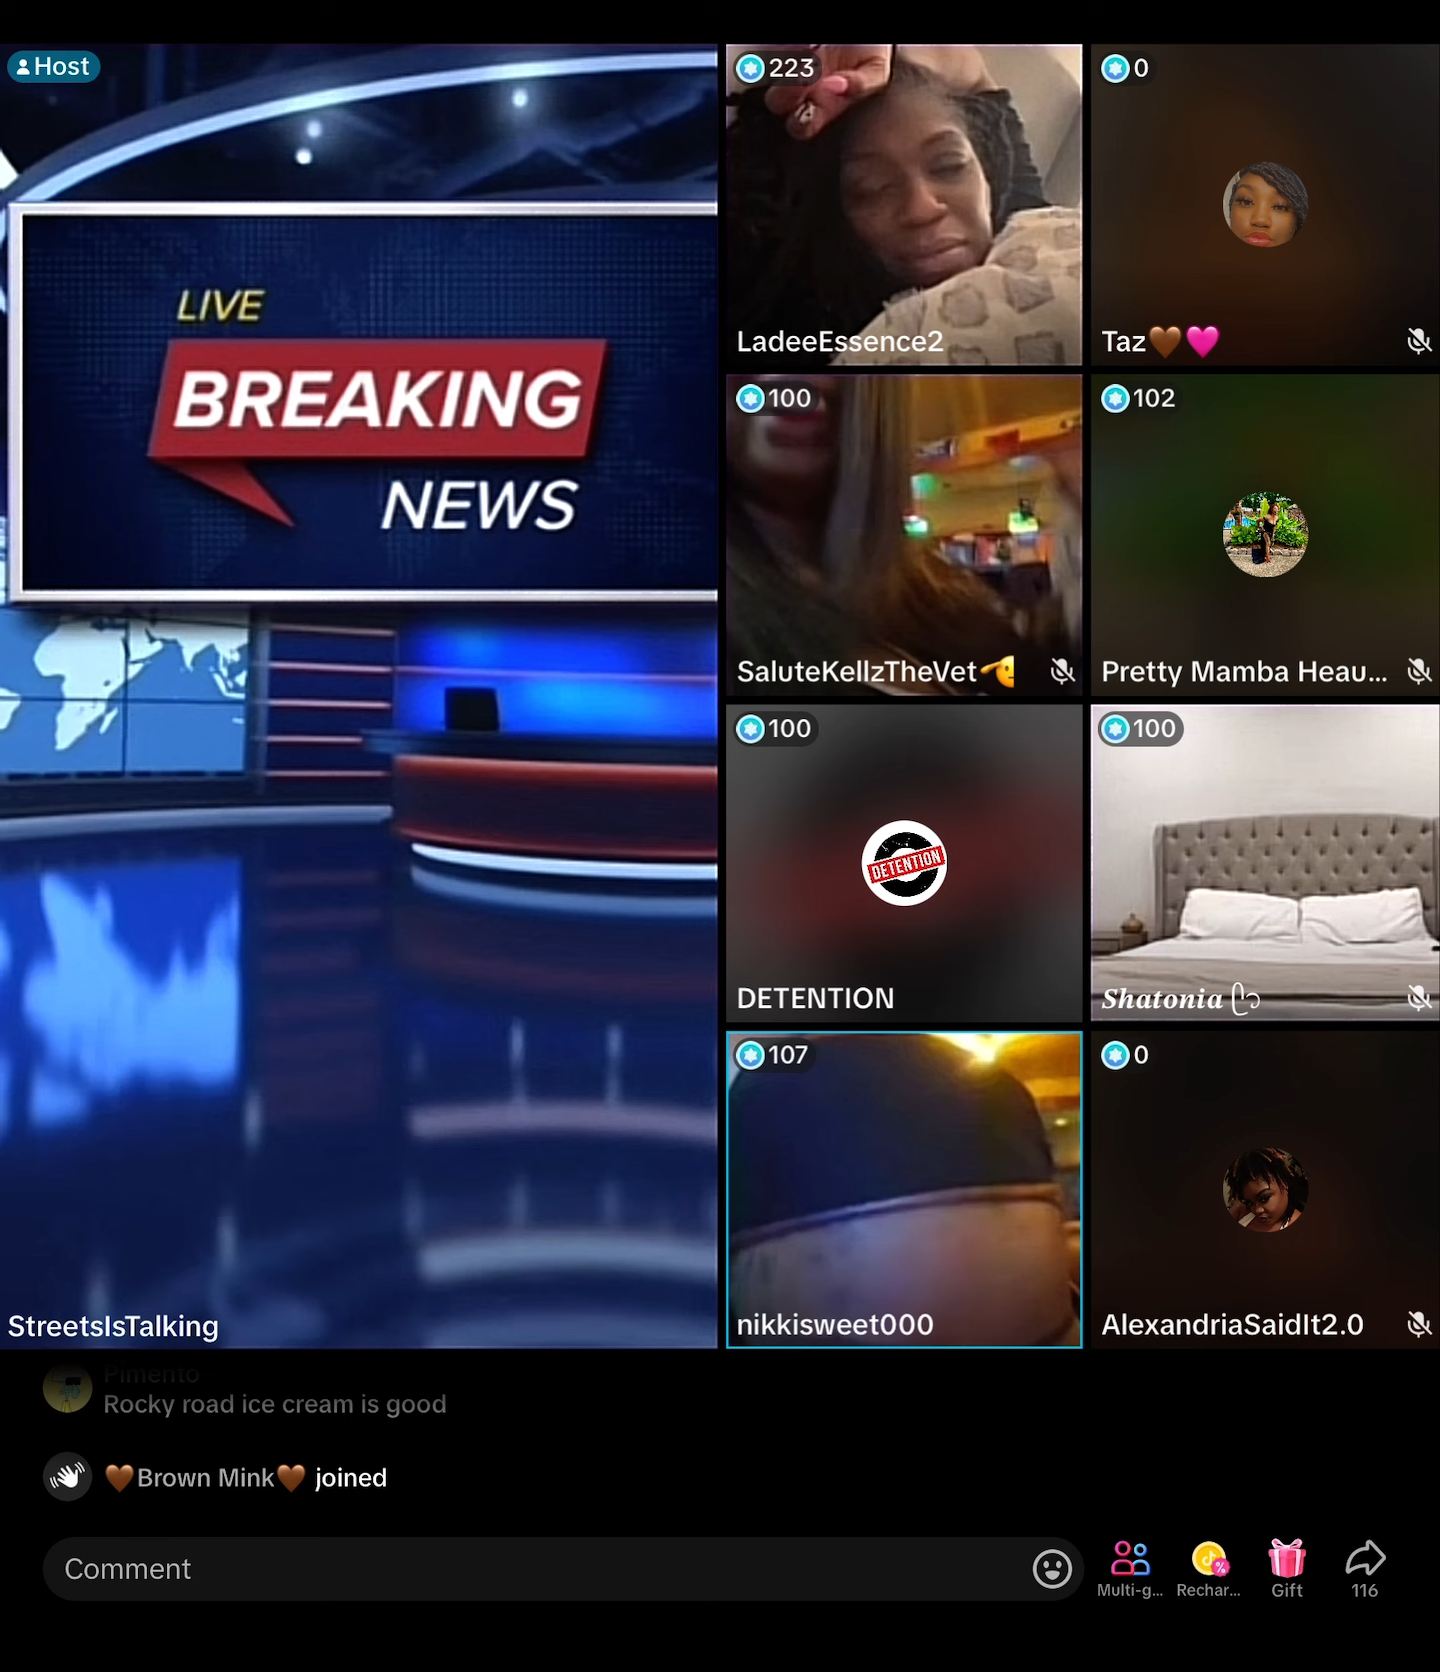 Host
LIVE
BREAKING
NEWS
StreetsIsTalking
223
LadeeEssence2
0
Taz🤎🩷
100
SaluteKellzTheVet🫡
102
Pretty Mamba Heau...
100
DETENTION
DETENTION
100
Shatonia
107
nikkisweet000
0
AlexandriaSaidIt2.0
Pimento
Rocky road ice cream is good
🤎Brown Mink🤎 joined
Comment
Multi-g...
Rechar...
Gift
116